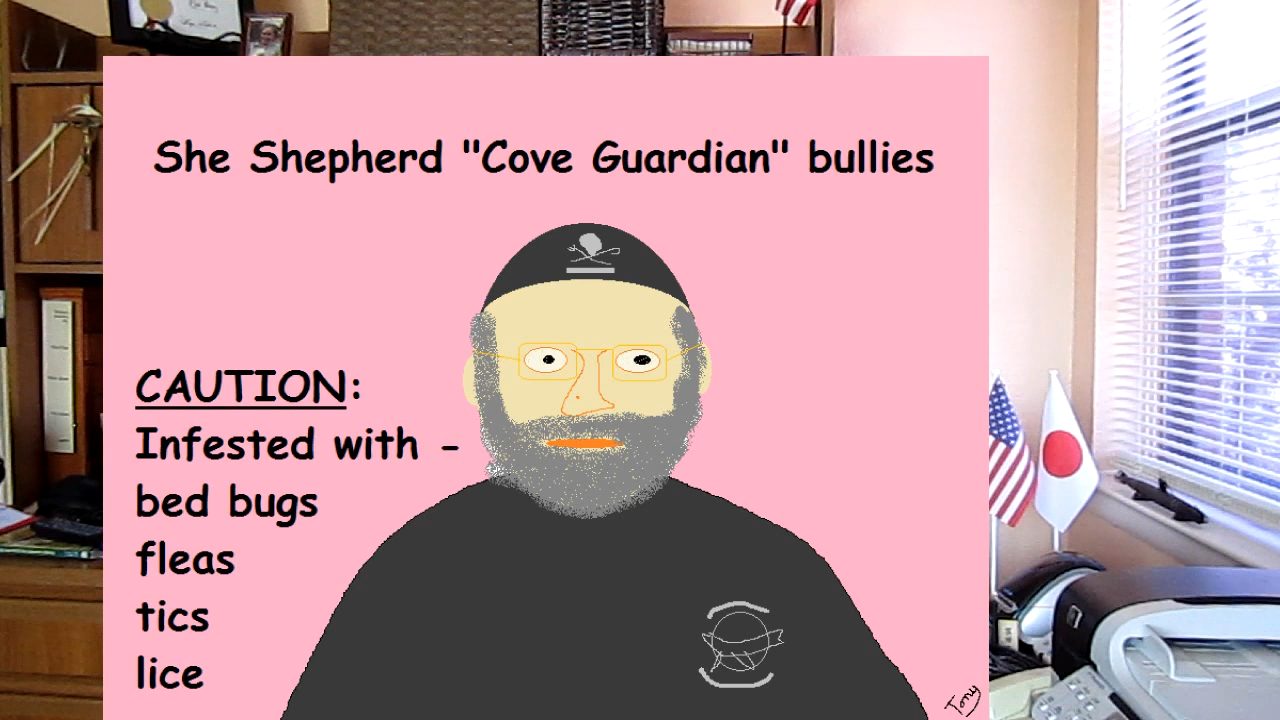 She Shepherd "Cove Guardian" bullies
CAUTION:
Infested with -
bed bugs
fleas
tics
lice
Tony